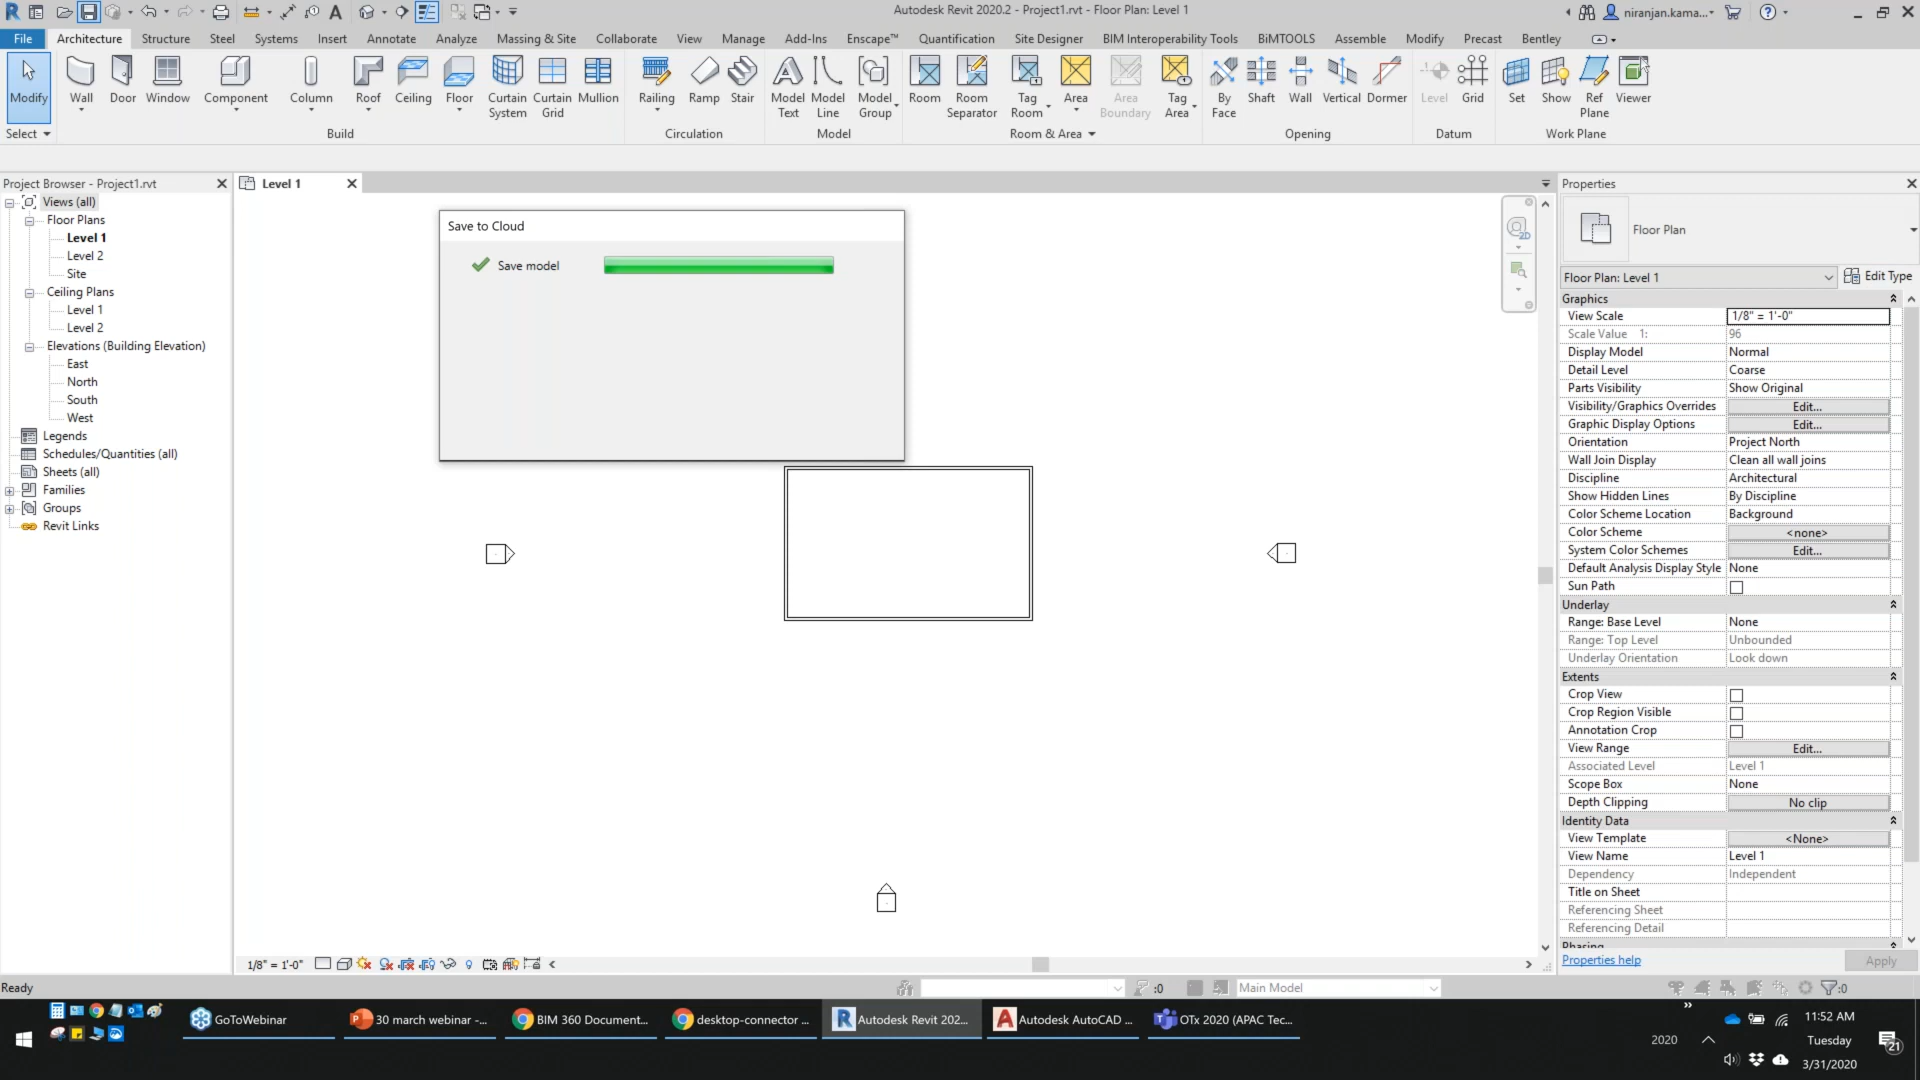 Autodesk Revit 2020.2 - Project1.rvt - Floor Plan: Level 1
niranjan.kama...
File Architecture Structure Steel Systems Insert Annotate Analyze Massing & Site Collaborate View Manage Add-Ins Enscape™ Quantification Site Designer BIM Interoperability Tools BiMTOOLS Assemble Modify Precast Bentley
Modify Wall Door Window Component Column Roof Ceiling Floor Curtain System Curtain Grid Mullion Railing Ramp Stair Model Text Model Line Model Group Room Room Separator Tag Room Area Area Boundary Tag Area By Face Shaft Wall Vertical Dormer Level Grid Set Show Ref Plane Viewer
Select Build Circulation Model Room & Area Opening Datum Work Plane
Project Browser - Project1.rvt
Views (all)
Floor Plans
Level 1
Level 2
Site
Ceiling Plans
Level 1
Level 2
Elevations (Building Elevation)
East
North
South
West
Legends
Schedules/Quantities (all)
Sheets (all)
Families
Groups
Revit Links
Level 1
Save to Cloud
Save model
2D
1/8" = 1'-0"
Properties
Floor Plan
Floor Plan: Level 1 Edit Type
Graphics
View Scale 1/8" = 1'-0"
Scale Value 1: 96
Display Model Normal
Detail Level Coarse
Parts Visibility Show Original
Visibility/Graphics Overrides Edit...
Graphic Display Options Edit...
Orientation Project North
Wall Join Display Clean all wall joins
Discipline Architectural
Show Hidden Lines By Discipline
Color Scheme Location Background
Color Scheme <none>
System Color Schemes Edit...
Default Analysis Display Style None
Sun Path
Underlay
Range: Base Level None
Range: Top Level Unbounded
Underlay Orientation Look down
Extents
Crop View
Crop Region Visible
Annotation Crop
View Range Edit...
Associated Level Level 1
Scope Box None
Depth Clipping No clip
Identity Data
View Template <None>
View Name Level 1
Dependency Independent
Title on Sheet
Referencing Sheet
Referencing Detail
Phasing
Properties help Apply
Ready :0 Main Model :0
GoToWebinar 30 march webinar -... BIM 360 Document... desktop-connector ... Autodesk Revit 202... Autodesk AutoCAD ... OTx 2020 (APAC Tec...
2020
11:52 AM
Tuesday
3/31/2020
21